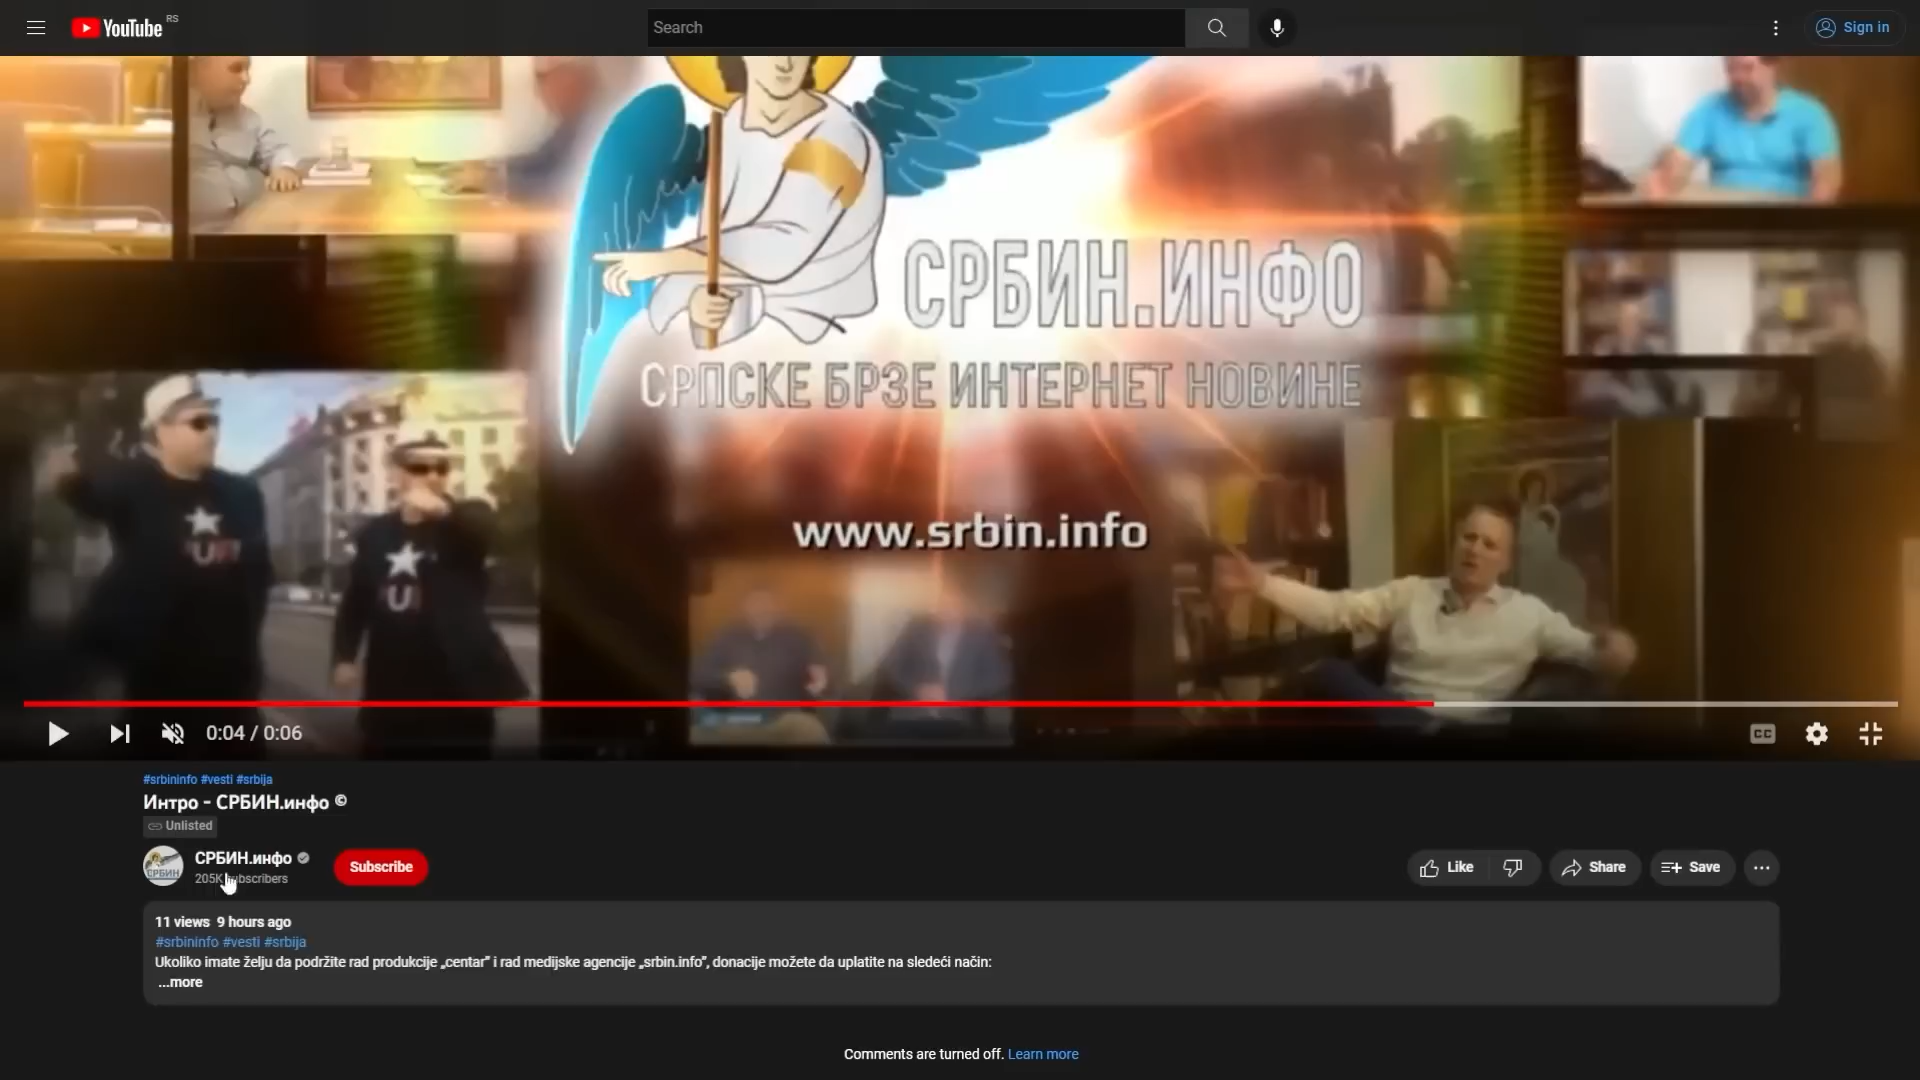 YouTube RS
Search
Sign in
СРБИН.ИНФО
СРПСКЕ БРЗЕ ИНТЕРНЕТ НОВИНЕ
www.srbin.info
0:04 / 0:06
CC
#srbininfo #vesti #srbija
Интро - СРБИН.инфо ©
Unlisted
СРБИН
СРБИН.инфо
205K subscribers
Subscribe
Like
Share
Save
11 views 9 hours ago
#srbininfo #vesti #srbija
Ukoliko imate želju da podržite rad produkcije „centar” i rad medijske agencije „srbin.info”, donacije možete da uplatite na sledeći način:
...more
Comments are turned off. Learn more